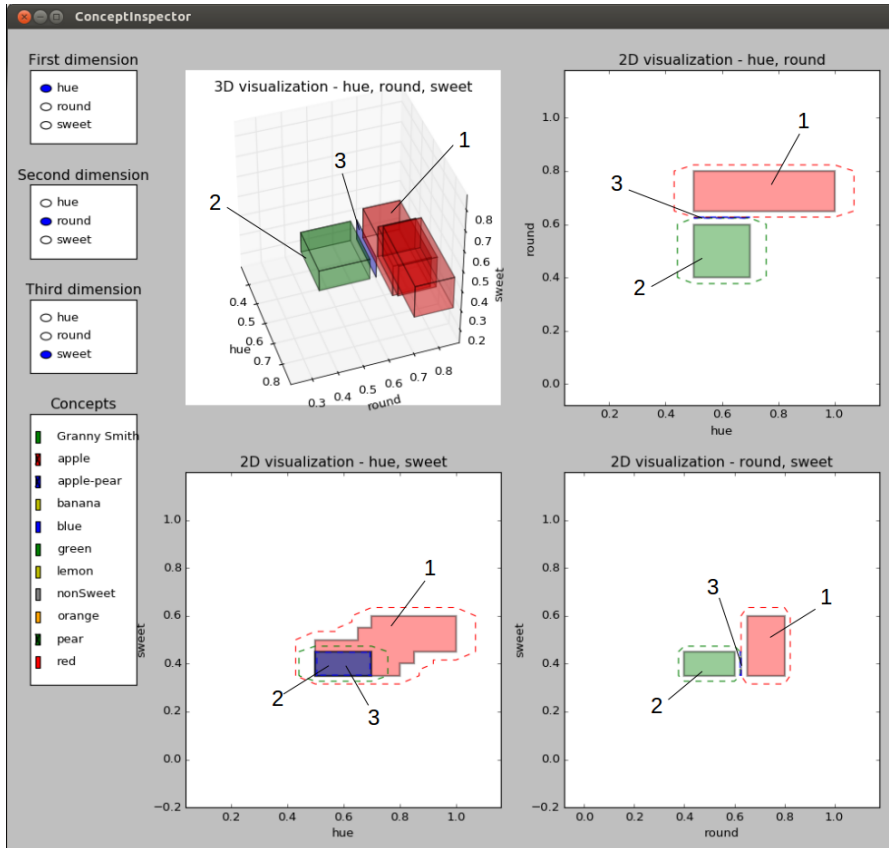 ConceptInspector
First dimension
hue
round
sweet
Second dimension
hue
round
sweet
Third dimension
hue
round
sweet
Concepts
Granny Smith
apple
apple-pear
banana
blue
green
lemon
nonSweet
orange
pear
red
3D visualization - hue, round, sweet
1
3
2
0.4
0.5
0.6
0.7
0.8
hue
0.3 0.4 0.5 0.6 0.7 0.8
round
0.8
0.7
0.6
0.5
0.4
0.3
0.2
sweet
2D visualization - hue, round
1
3
2
1.0
0.8
0.6
0.4
0.2
0.0
round
0.2 0.4 0.6 0.8 1.0
hue
2D visualization - hue, sweet
1
2
3
1.0
0.8
0.6
0.4
0.2
0.0
−0.2
sweet
0.2 0.4 0.6 0.8 1.0
hue
2D visualization - round, sweet
3
1
2
1.0
0.8
0.6
0.4
0.2
0.0
−0.2
sweet
0.2 0.4 0.6 0.8 1.0
round